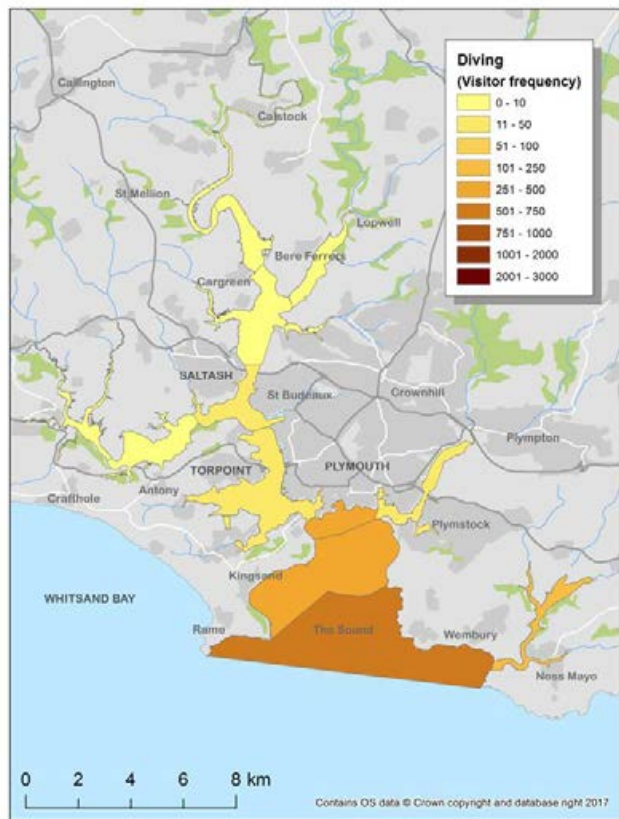 Diving
(Visitor frequency)
0 - 10
11 - 50
51 - 100
101 - 250
251 - 500
501 - 750
751 - 1000
1001 - 2000
2001 - 3000
Callington
Calstock
St Mellion
Lopwell
Bere Ferrers
Cargreen
SALTASH
St Budeaux
Crownhill
Plympton
TORPOINT
PLYMOUTH
Antony
Crafthole
Plymstock
Kingsand
WHITSAND BAY
Rame
The Sound
Wembury
Noss Mayo
0 2 4 6 8 km
Contains OS data © Crown copyright and database right 2017